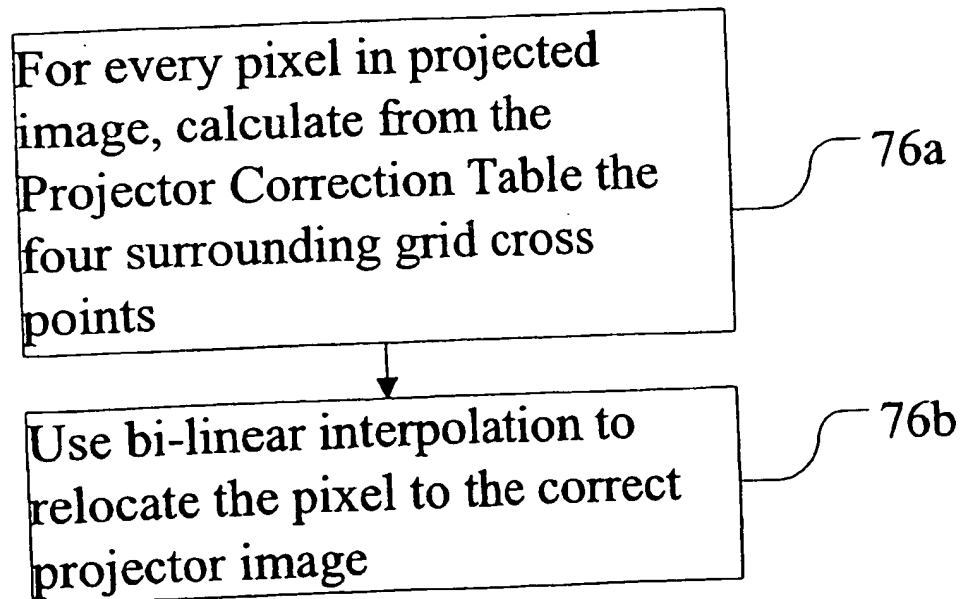 For every pixel in projected
image, calculate from the
Projector Correction Table the
four surrounding grid cross
points
76a
Use bi-linear interpolation to
relocate the pixel to the correct
projector image
76b